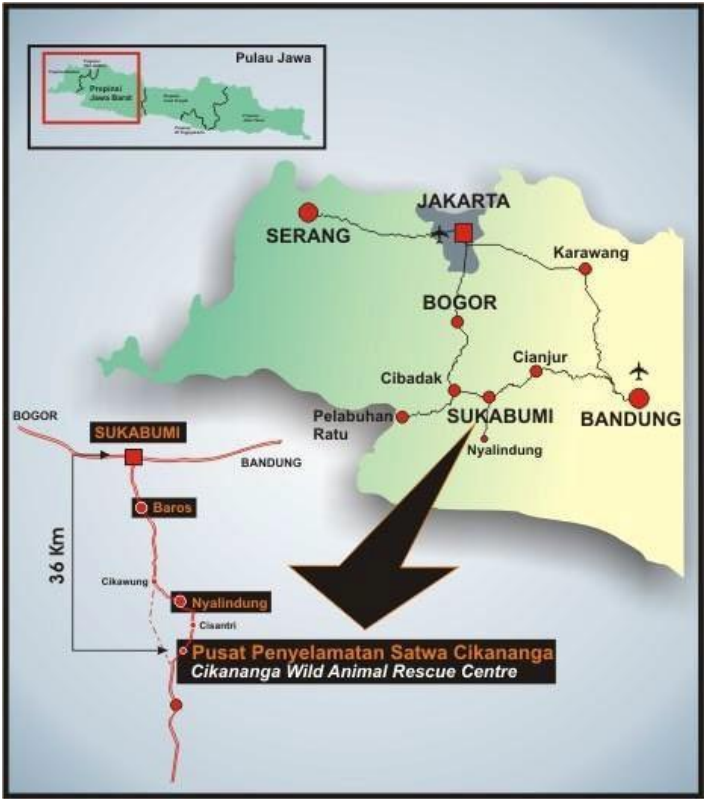 Pulau Jawa
Propinsi
Jawa Barat
JAKARTA
SERANG
Karawang
BOGOR
Cianjur
Cibadak
Pelabuhan
Ratu
SUKABUMI
BANDUNG
Nyalindung
BOGOR
SUKABUMI
BANDUNG
Baros
36 Km
Cikawung
Nyalindung
Cisantri
Pusat Penyelamatan Satwa Cikananga
Cikananga Wild Animal Rescue Centre